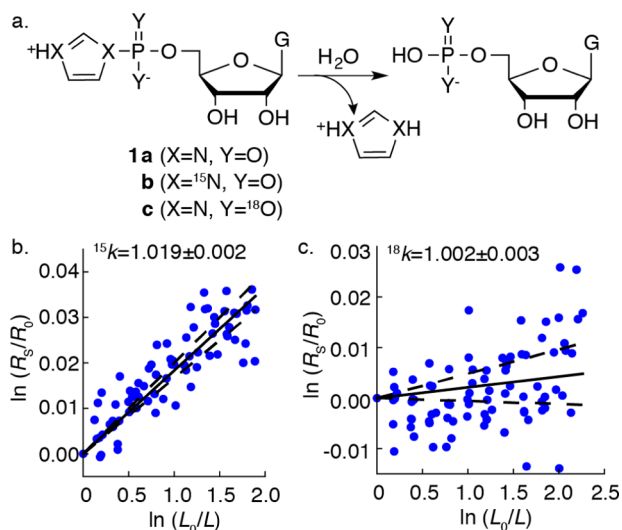 a.
Y
G
Y
G
+HX
X-P-O
O
H₂O
HO-P-O
O
Y⁻
Y⁻
OH OH
+HX XH
OH OH
1a (X=N, Y=O)
b (X=¹⁵N, Y=O)
c (X=N, Y=¹⁸O)
b.
¹⁵k=1.019±0.002
0.04
0.03
0.02
0.01
0.00
ln (Rs/R₀)
0 0.5 1.0 1.5 2.0
ln (L₀/L)
c.
¹⁸k=1.002±0.003
0.03
0.02
0.01
0.00
-0.01
ln (Rs/R₀)
0 0.5 1.0 1.5 2.0 2.5
ln (L₀/L)